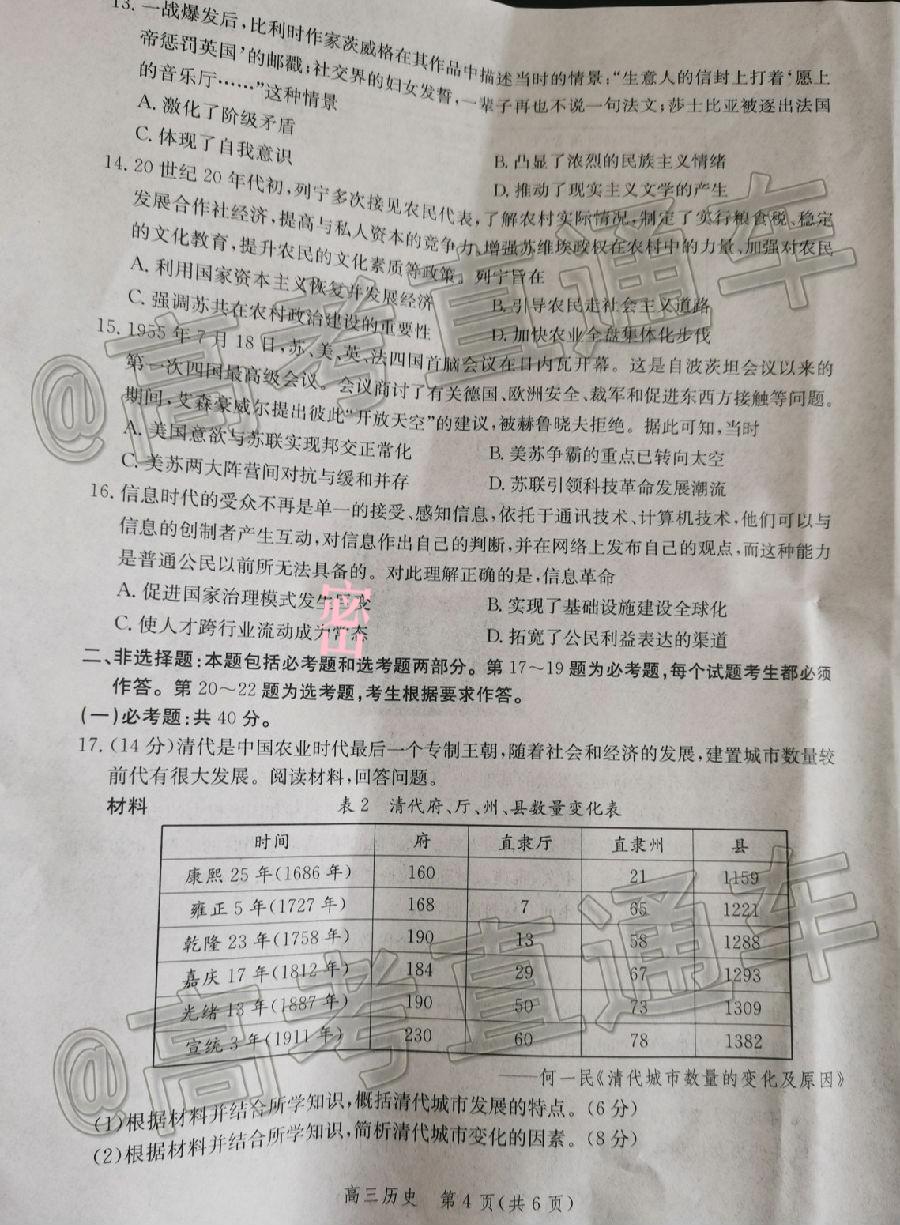 13. 一战爆发后，比利时作家茨威格在其作品中描述当时的情景：“生意人的信封上打着‘愿上
帝惩罚英国’的邮戳；社交界的妇女发誓，一辈子再也不说一句法文；莎士比亚被逐出法国
的音乐厅……”这种情景
A. 激化了阶级矛盾
B. 凸显了浓烈的民族主义情绪
C. 体现了自我意识
D. 推动了现实主义文学的产生
14. 20 世纪 20 年代初，列宁多次接见农民代表，了解农村实际情况，制定了实行粮食税、稳定
发展合作社经济，提高与私人资本的竞争力、增强苏维埃政权在农村中的力量、加强对农民
的文化教育，提升农民的文化素质等政策。列宁旨在
A. 利用国家资本主义恢复并发展经济
B. 引导农民走社会主义道路
C. 强调苏共在农村政治建设的重要性
D. 加快农业全盘集体化步伐
15. 1955 年 7 月 18 日，苏、美、英、法四国首脑会议在日内瓦开幕。这是自波茨坦会议以来的
第一次四国最高级会议。会议商讨了有关德国、欧洲安全、裁军和促进东西方接触等问题。
期间，艾森豪威尔提出彼此“开放天空”的建议，被赫鲁晓夫拒绝。据此可知，当时
A. 美国意欲与苏联实现邦交正常化
B. 美苏争霸的重点已转向太空
C. 美苏两大阵营间对抗与缓和并存
D. 苏联引领科技革命发展潮流
16. 信息时代的受众不再是单一的接受、感知信息，依托于通讯技术、计算机技术，他们可以与
信息的创制者产生互动，对信息作出自己的判断，并在网络上发布自己的观点，而这种能力
是普通公民以前所无法具备的。对此理解正确的是，信息革命
A. 促进国家治理模式发生
B. 实现了基础设施建设全球化
C. 使人才跨行业流动成为
D. 拓宽了公民利益表达的渠道
密
二、非选择题：本题包括必考题和选考题两部分。第 17～19 题为必考题，每个试题考生都必须
作答。第 20～22 题为选考题，考生根据要求作答。
(一)必考题：共 40 分。
17. (14 分)清代是中国农业时代最后一个专制王朝，随着社会和经济的发展，建置城市数量较
前代有很大发展。阅读材料，回答问题。
材料 表 2 清代府、厅、州、县数量变化表
时间 府 直隶厅 直隶州 县
康熙 25 年(1686 年) 160 21 1159
雍正 5 年(1727 年) 168 7 65 1221
乾隆 23 年(1758 年) 190 13 58 1288
嘉庆 17 年(1812 年) 184 29 67 1293
光绪 13 年(1887 年) 190 50 73 1309
宣统 3 年(1911 年) 230 60 78 1382
——何一民《清代城市数量的变化及原因》
(1)根据材料并结合所学知识，概括清代城市发展的特点。(6 分)
(2)根据材料并结合所学知识，简析清代城市变化的因素。(8 分)
高三历史 第 4 页(共 6 页)
@高考直通车
@高考直通车